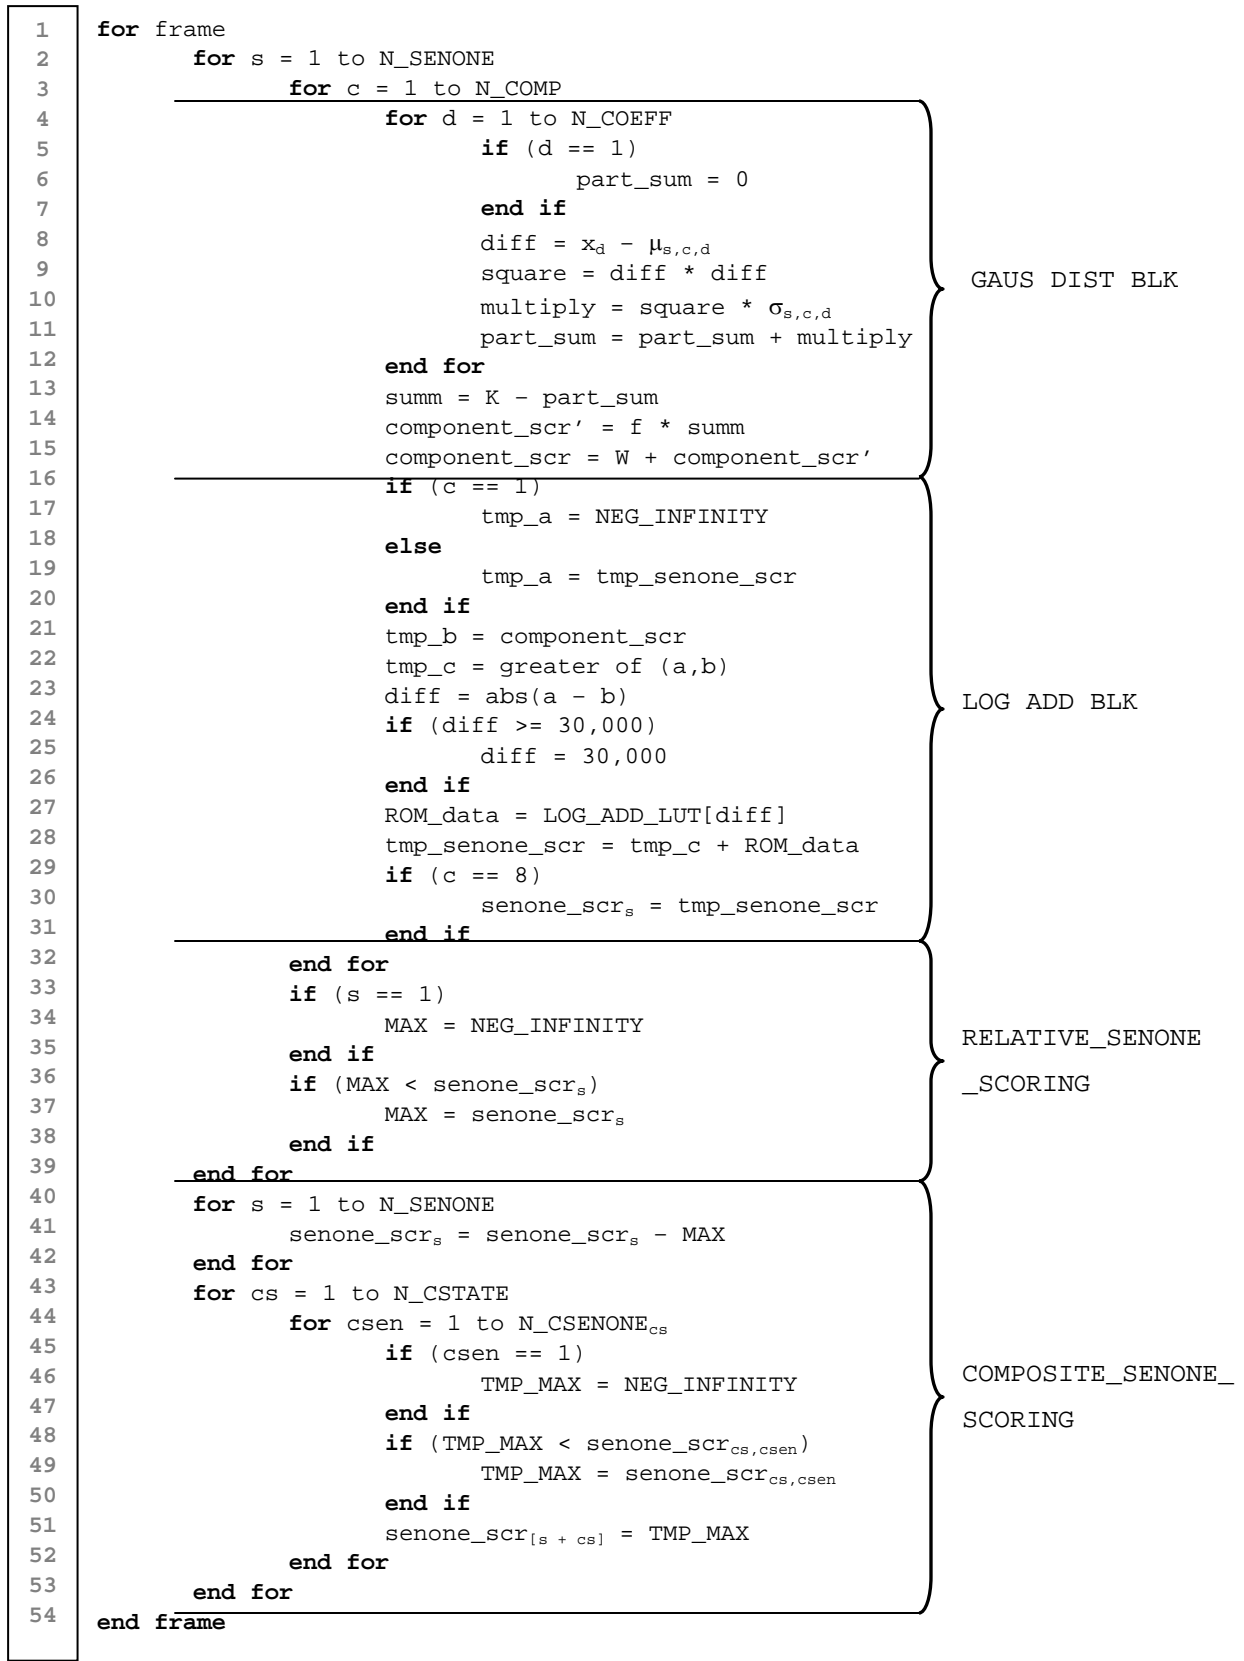 1 for frame
2 for s = 1 to N_SENONE
3 for c = 1 to N_COMP
4 for d = 1 to N_COEFF
5 if (d == 1)
6 part_sum = 0
7 end if
8 diff = x_d – μ_s,c,d
9 square = diff * diff
10 multiply = square * σ_s,c,d
11 part_sum = part_sum + multiply
12 end for
13 summ = K – part_sum
14 component_scr’ = f * summ
15 component_scr = W + component_scr’
GAUS DIST BLK
16 if (c == 1)
17 tmp_a = NEG_INFINITY
18 else
19 tmp_a = tmp_senone_scr
20 end if
21 tmp_b = component_scr
22 tmp_c = greater of (a,b)
23 diff = abs(a – b)
24 if (diff >= 30,000)
25 diff = 30,000
26 end if
27 ROM_data = LOG_ADD_LUT[diff]
28 tmp_senone_scr = tmp_c + ROM_data
29 if (c == 8)
30 senone_scr_s = tmp_senone_scr
31 end if
LOG ADD BLK
32 end for
33 if (s == 1)
34 MAX = NEG_INFINITY
35 end if
36 if (MAX < senone_scr_s)
37 MAX = senone_scr_s
38 end if
39 end for
RELATIVE_SENONE
_SCORING
40 for s = 1 to N_SENONE
41 senone_scr_s = senone_scr_s – MAX
42 end for
43 for cs = 1 to N_CSTATE
44 for csen = 1 to N_CSENONE_cs
45 if (csen == 1)
46 TMP_MAX = NEG_INFINITY
47 end if
48 if (TMP_MAX < senone_scr_cs,csen)
49 TMP_MAX = senone_scr_cs,csen
50 end if
51 senone_scr_[s + cs] = TMP_MAX
52 end for
53 end for
COMPOSITE_SENONE_
SCORING
54 end frame